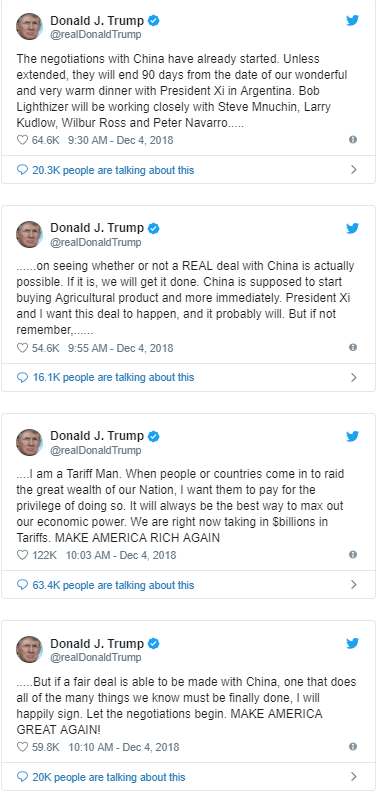 Donald J. Trump
@realDonaldTrump
The negotiations with China have already started. Unless
extended, they will end 90 days from the date of our wonderful
and very warm dinner with President Xi in Argentina. Bob
Lighthizer will be working closely with Steve Mnuchin, Larry
Kudlow, Wilbur Ross and Peter Navarro.....
64.6K 9:30 AM - Dec 4, 2018
20.3K people are talking about this
Donald J. Trump
@realDonaldTrump
......on seeing whether or not a REAL deal with China is actually
possible. If it is, we will get it done. China is supposed to start
buying Agricultural product and more immediately. President Xi
and I want this deal to happen, and it probably will. But if not
remember,......
54.6K 9:55 AM - Dec 4, 2018
16.1K people are talking about this
Donald J. Trump
@realDonaldTrump
....I am a Tariff Man. When people or countries come in to raid
the great wealth of our Nation, I want them to pay for the
privilege of doing so. It will always be the best way to max out
our economic power. We are right now taking in $billions in
Tariffs. MAKE AMERICA RICH AGAIN
122K 10:03 AM - Dec 4, 2018
63.4K people are talking about this
Donald J. Trump
@realDonaldTrump
.....But if a fair deal is able to be made with China, one that does
all of the many things we know must be finally done, I will
happily sign. Let the negotiations begin. MAKE AMERICA
GREAT AGAIN!
59.8K 10:10 AM - Dec 4, 2018
20K people are talking about this